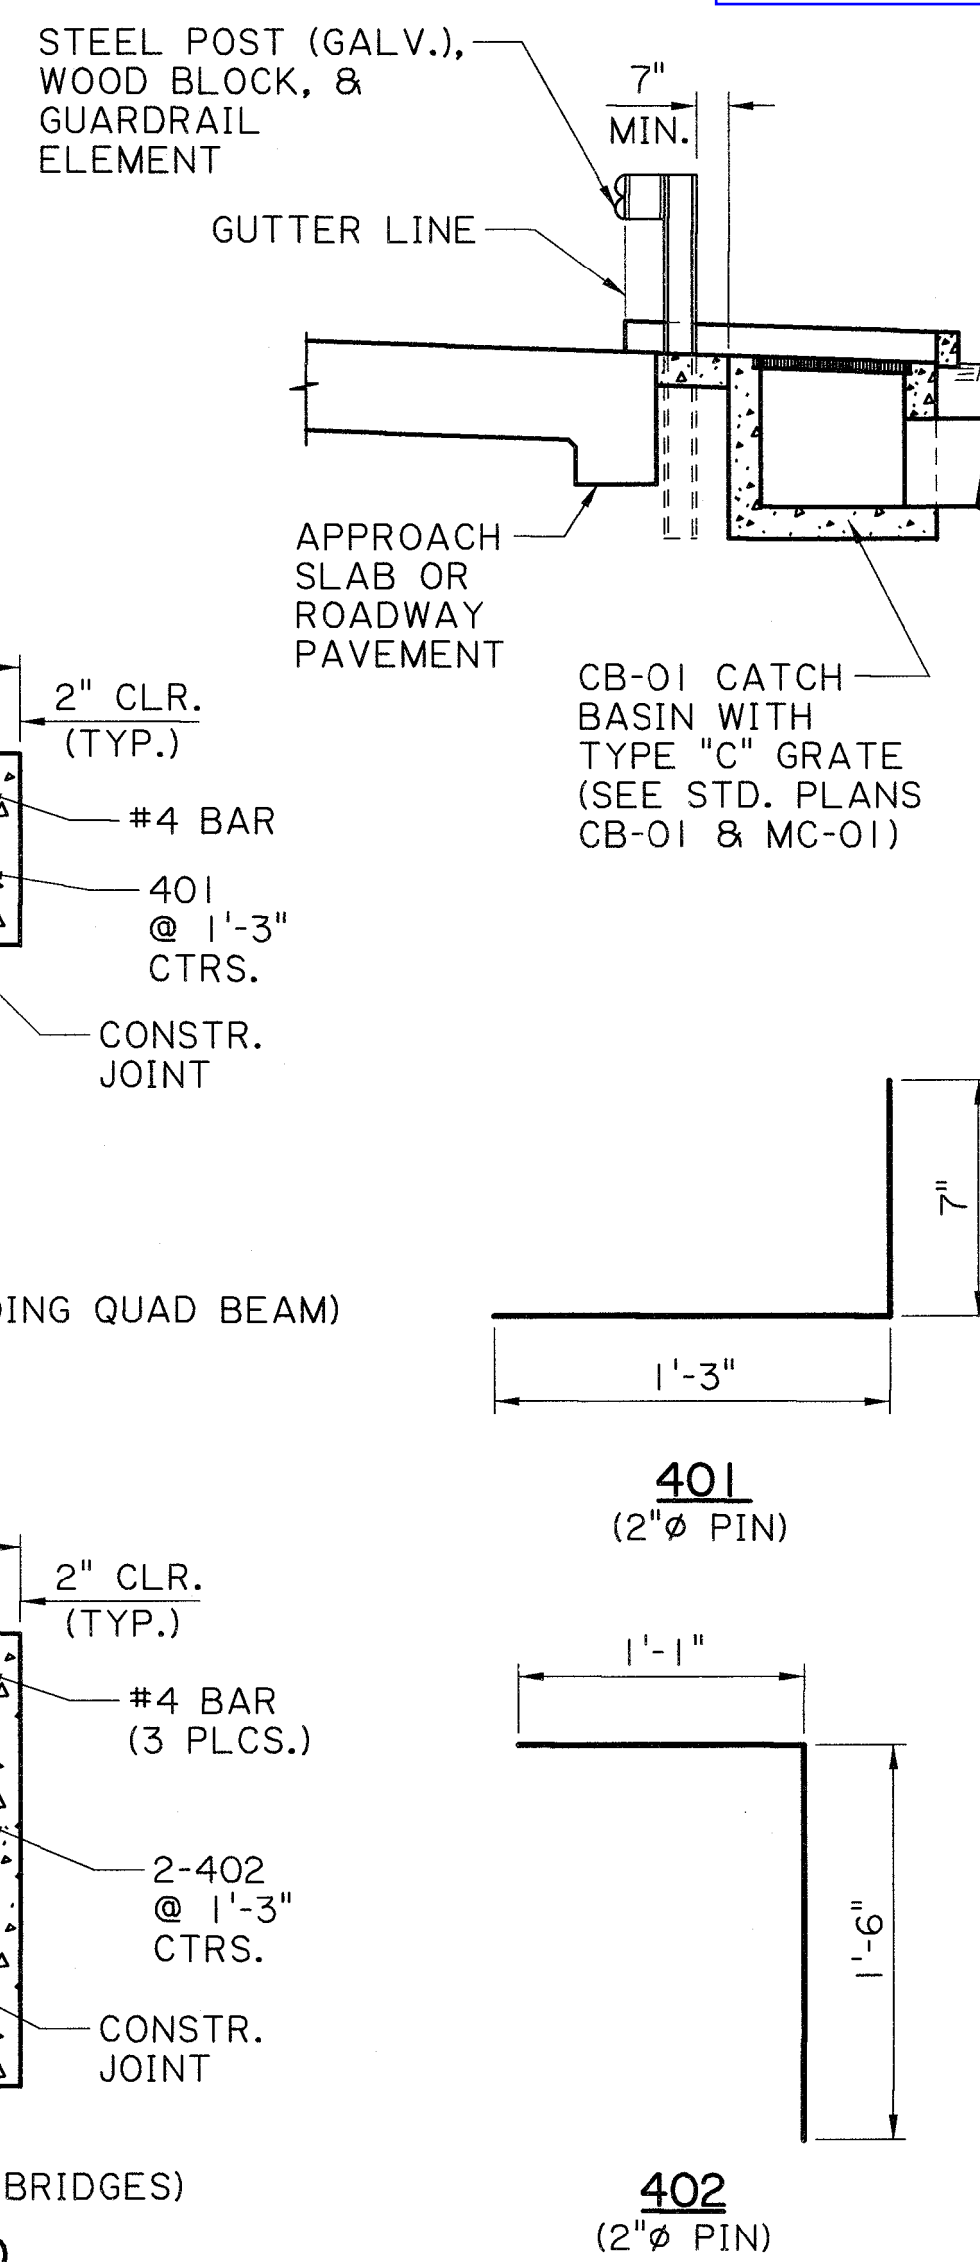 STEEL POST (GALV.),
WOOD BLOCK, &
GUARDRAIL
ELEMENT
7"
MIN.
GUTTER LINE
APPROACH
SLAB OR
ROADWAY
PAVEMENT
CB-01 CATCH
BASIN WITH
TYPE "C" GRATE
(SEE STD. PLANS
CB-01 & MC-01)
2" CLR.
(TYP.)
#4 BAR
401
@ 1'-3"
CTRS.
CONSTR.
JOINT
7"
QUAD BEAM)
1'-3"
401
(2"ø PIN)
2" CLR.
(TYP.)
#4 BAR
(3 PLCS.)
1'-1"
2-402
@ 1'-3"
CTRS.
1'-6"
CONSTR.
JOINT
BRIDGES)
402
(2"ø PIN)